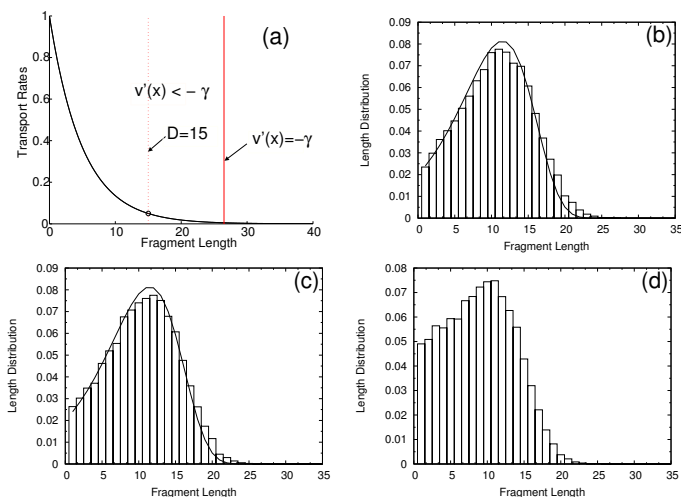 (a)
Transport Rates
1
0.8
0.6
0.4
0.2
0
v'(x) < - γ
D=15
v'(x)=-γ
0 10 20 30 40
Fragment Length
(b)
Length Distribution
0.09
0.08
0.07
0.06
0.05
0.04
0.03
0.02
0.01
0
0 5 10 15 20 25 30 35
Fragment Length
(c)
Length Distribution
0.09
0.08
0.07
0.06
0.05
0.04
0.03
0.02
0.01
0
0 5 10 15 20 25 30 35
Fragment Length
(d)
Length Distribution
0.08
0.07
0.06
0.05
0.04
0.03
0.02
0.01
0
0 5 10 15 20 25 30 35
Fragment Length